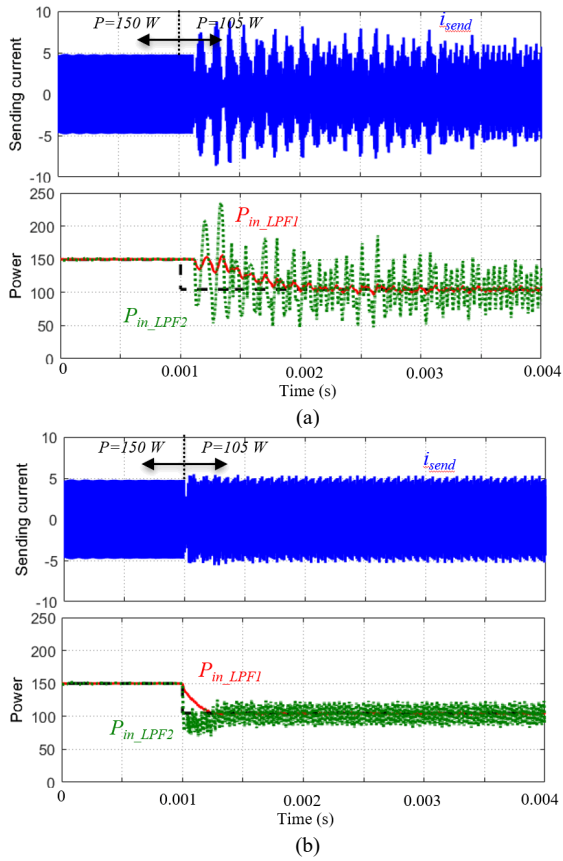 P=150 W P=105 W
i_send
Sending current
10
5
0
-5
-10
P_in_LPF1
P_in_LPF2
Power
250
200
150
100
50
0
0 0.001 0.002 0.003 0.004
Time (s)
(a)
P=150 W P=105 W
i_send
Sending current
10
5
0
-5
-10
P_in_LPF1
P_in_LPF2
Power
250
200
150
100
50
0
0 0.001 0.002 0.003 0.004
Time (s)
(b)